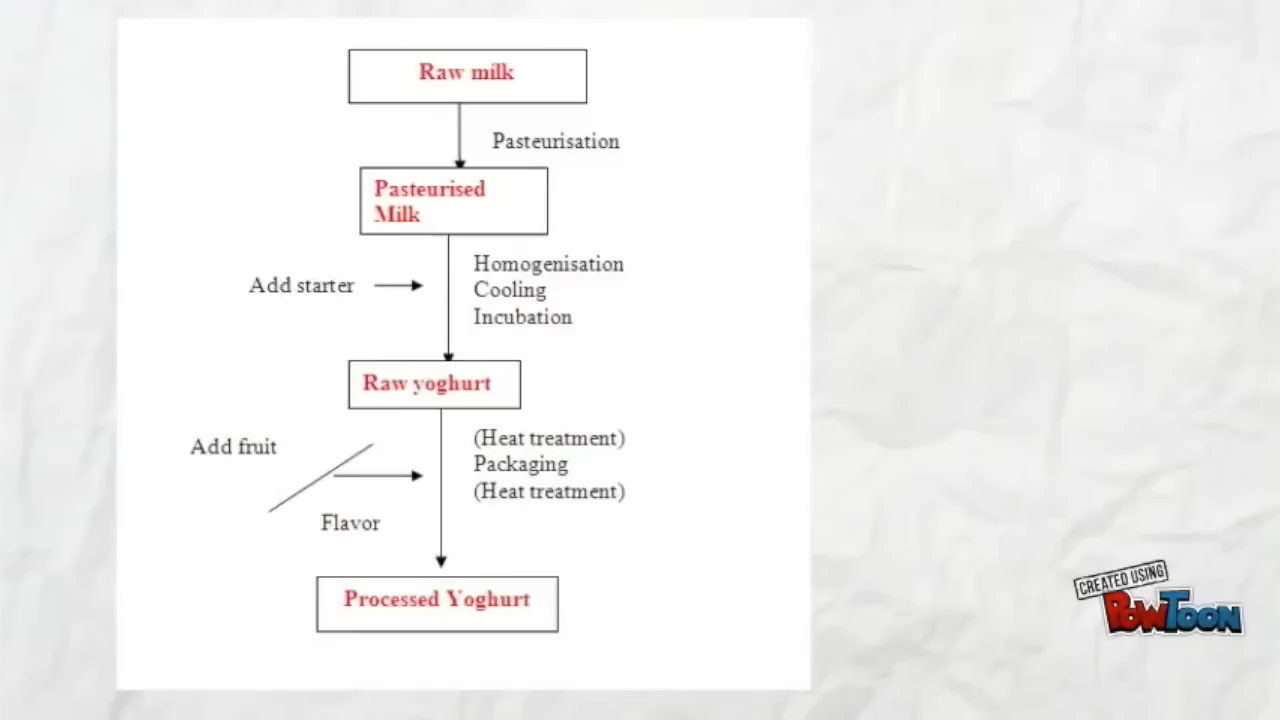 Raw milk
Pasteurisation
Pasteurised
Milk
Homogenisation
Add starter
Cooling
Incubation
Raw yoghurt
(Heat treatment)
Add fruit
Packaging
(Heat treatment)
Flavor
Processed Yoghurt
CREATED USING
POWTOON